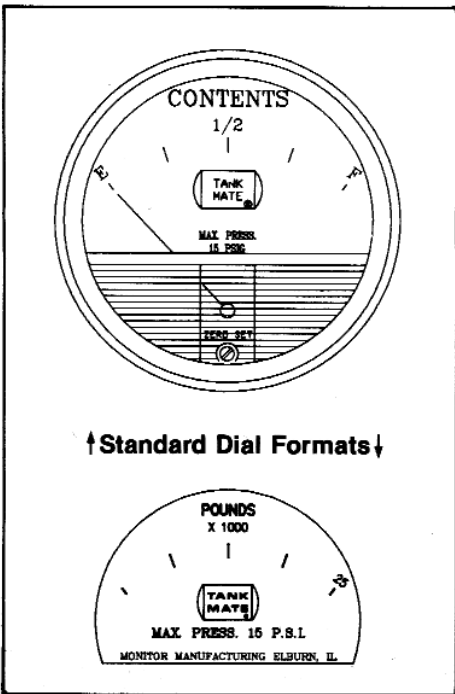 CONTENTS
1/2
E
F
TANK
MATE®
MAX. PRESS.
15 PSIG
ZERO SET
↑Standard Dial Formats↓
POUNDS
X 1000
25
TANK
MATE
MAX. PRESS. 15 P.S.I.
MONITOR MANUFACTURING ELBURN, IL.